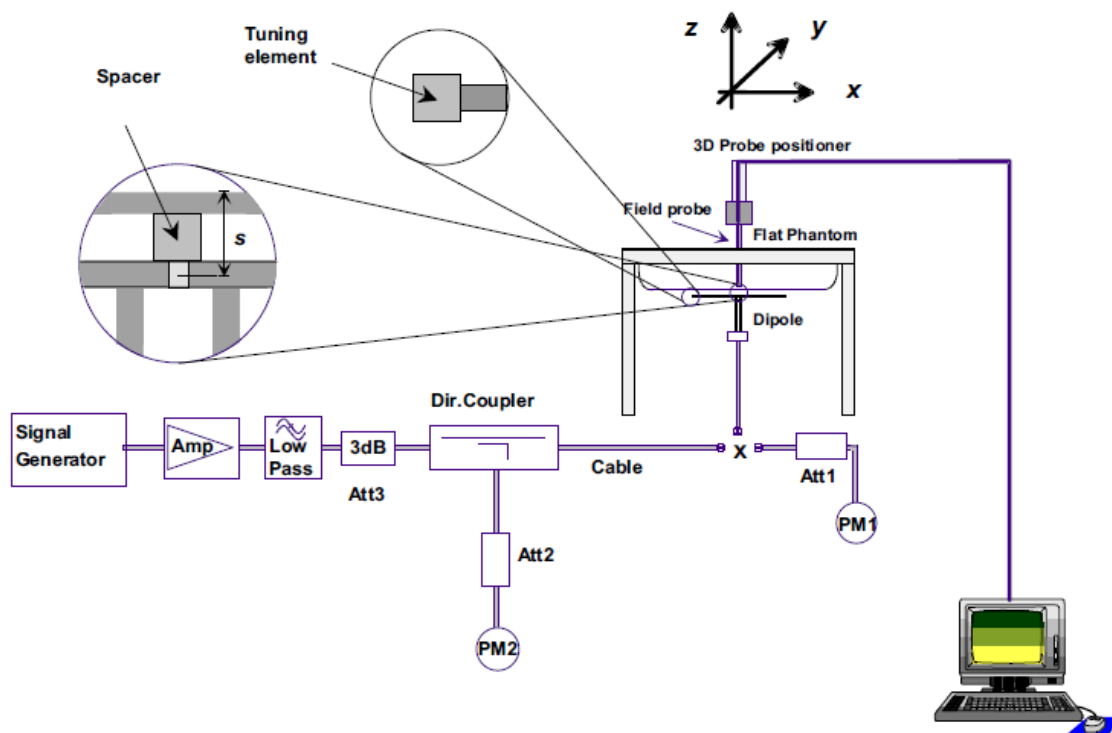 Tuning
element
Spacer
s
z
y
x
3D Probe positioner
Field probe
Flat Phantom
Dipole
Dir.Coupler
Signal
Generator
Amp
Low
Pass
3dB
Att3
Cable
X
Att1
PM1
Att2
PM2